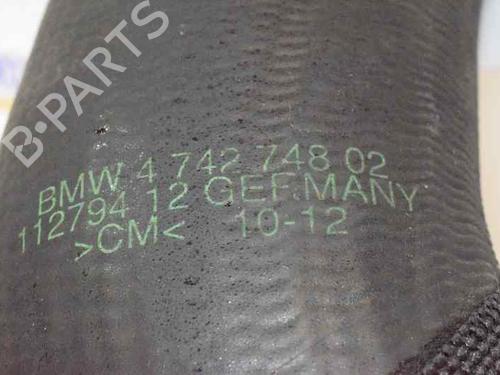 B-PARTS
BMW 4 742 748 02
112794 12 GERMANY
>CM< 10-12